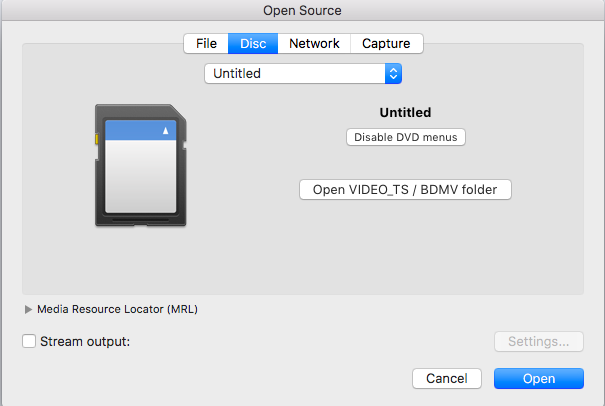 Open Source
File Disc Network Capture
Untitled
Untitled
Disable DVD menus
Open VIDEO_TS / BDMV folder
Media Resource Locator (MRL)
Stream output:
Settings...
Cancel Open